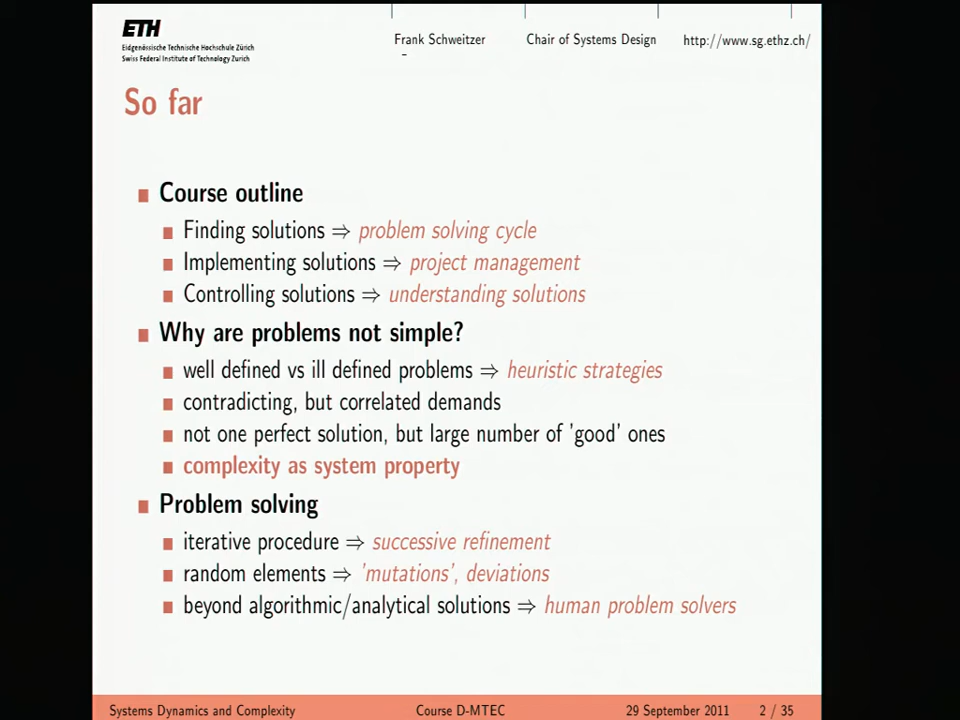 ETH
Eidgenössische Technische Hochschule Zürich
Swiss Federal Institute of Technology Zurich
Frank Schweitzer
Chair of Systems Design
http://www.sg.ethz.ch/
So far
Course outline
Finding solutions ⇒ problem solving cycle
Implementing solutions ⇒ project management
Controlling solutions ⇒ understanding solutions
Why are problems not simple?
well defined vs ill defined problems ⇒ heuristic strategies
contradicting, but correlated demands
not one perfect solution, but large number of 'good' ones
complexity as system property
Problem solving
iterative procedure ⇒ successive refinement
random elements ⇒ 'mutations', deviations
beyond algorithmic/analytical solutions ⇒ human problem solvers
Systems Dynamics and Complexity
Course D-MTEC
29 September 2011
2 / 35